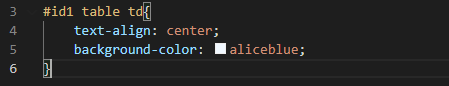 3 #id1 table td{
4 text-align: center;
5 background-color: aliceblue;
6 }